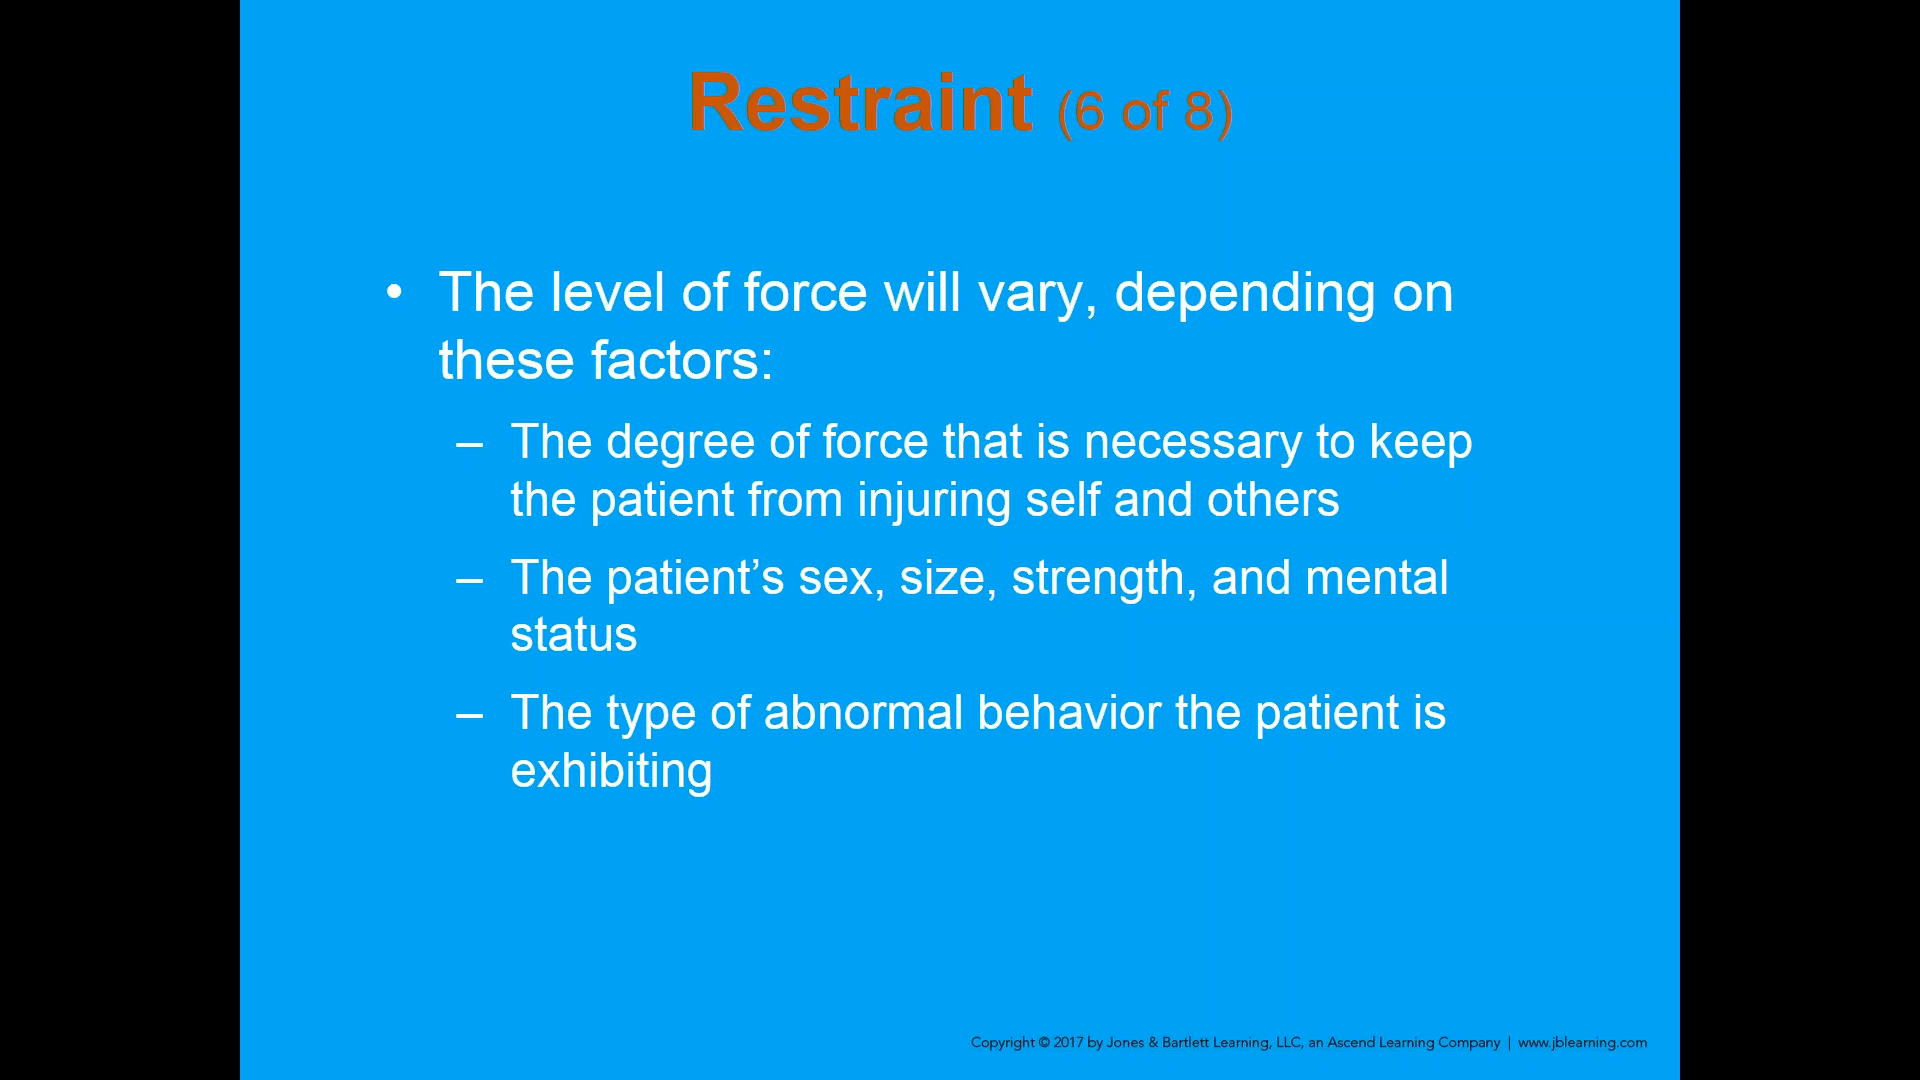 Restraint (6 of 8)
• The level of force will vary, depending on
these factors:
– The degree of force that is necessary to keep
the patient from injuring self and others
– The patient’s sex, size, strength, and mental
status
– The type of abnormal behavior the patient is
exhibiting
Copyright © 2017 by Jones & Bartlett Learning, LLC, an Ascend Learning Company | www.jblearning.com